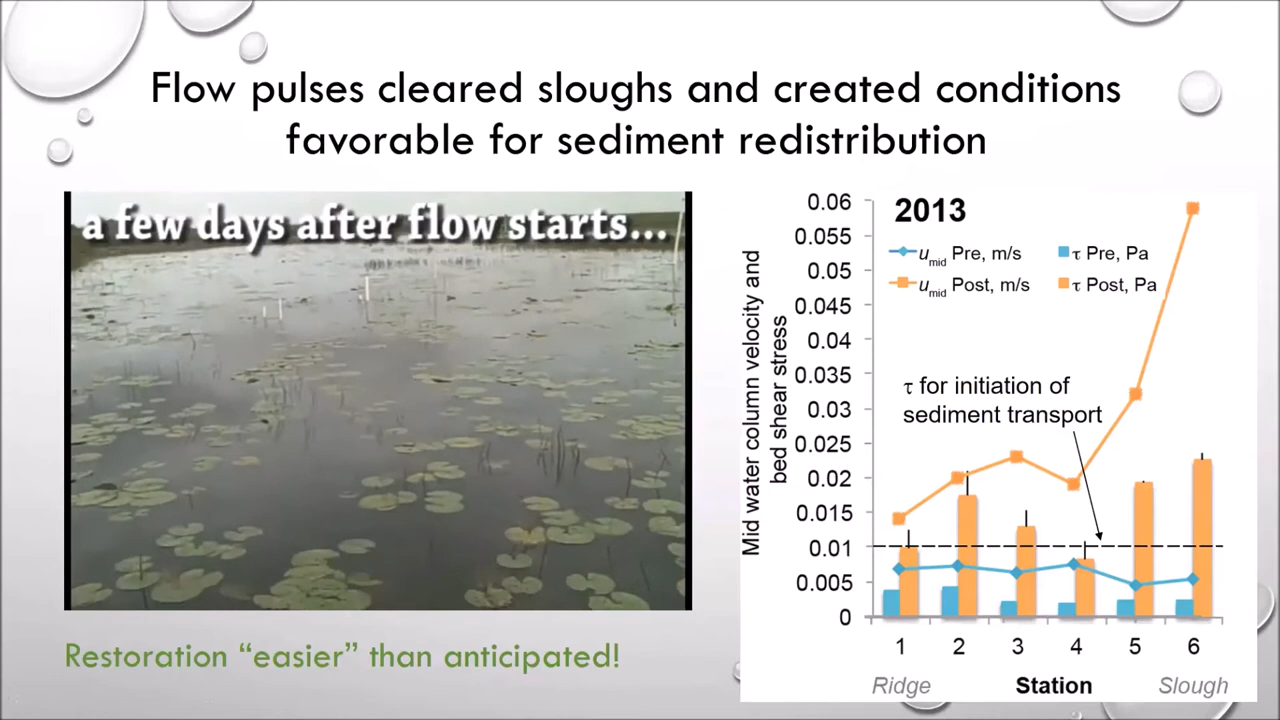 Flow pulses cleared sloughs and created conditions
favorable for sediment redistribution
a few days after flow starts...
Restoration “easier” than anticipated!
2013
u_mid Pre, m/s
τ Pre, Pa
u_mid Post, m/s
τ Post, Pa
τ for initiation of
sediment transport
Mid water column velocity and
bed shear stress
0.06
0.055
0.05
0.045
0.04
0.035
0.03
0.025
0.02
0.015
0.01
0.005
0
1 2 3 4 5 6
Ridge Station Slough